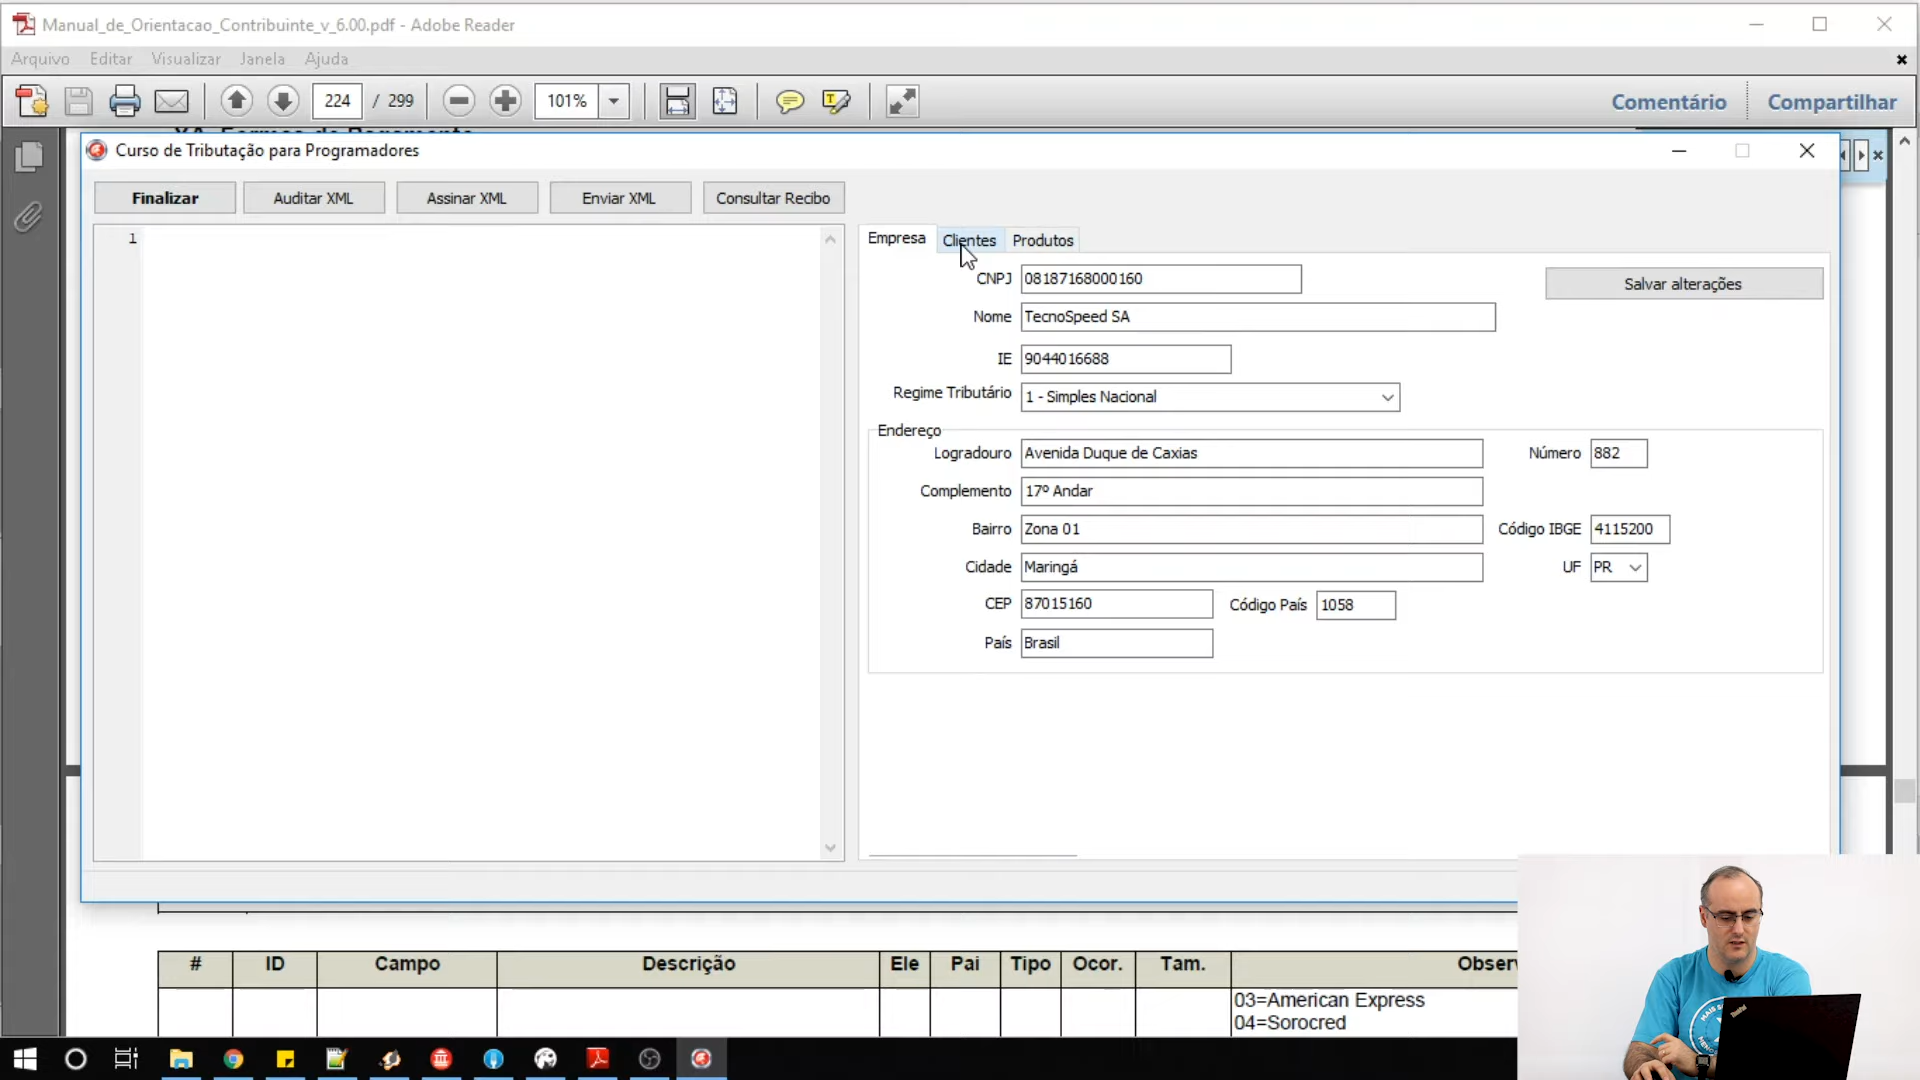 Manual_de_Orientacao_Contribuinte_v_6.00.pdf - Adobe Reader
Arquivo Editar Visualizar Janela Ajuda
224 / 299 101% Comentário Compartilhar
Curso de Tributação para Programadores
Finalizar Auditar XML Assinar XML Enviar XML Consultar Recibo
1
Empresa Clientes Produtos
CNPJ 08187168000160 Salvar alterações
Nome TecnoSpeed SA
IE 9044016688
Regime Tributário 1 - Simples Nacional
Endereço
Logradouro Avenida Duque de Caxias Número 882
Complemento 17º Andar
Bairro Zona 01 Código IBGE 4115200
Cidade Maringá UF PR
CEP 87015160 Código País 1058
País Brasil
# ID Campo Descrição Ele Pai Tipo Ocor. Tam. Observ
03=American Express
04=Sorocred